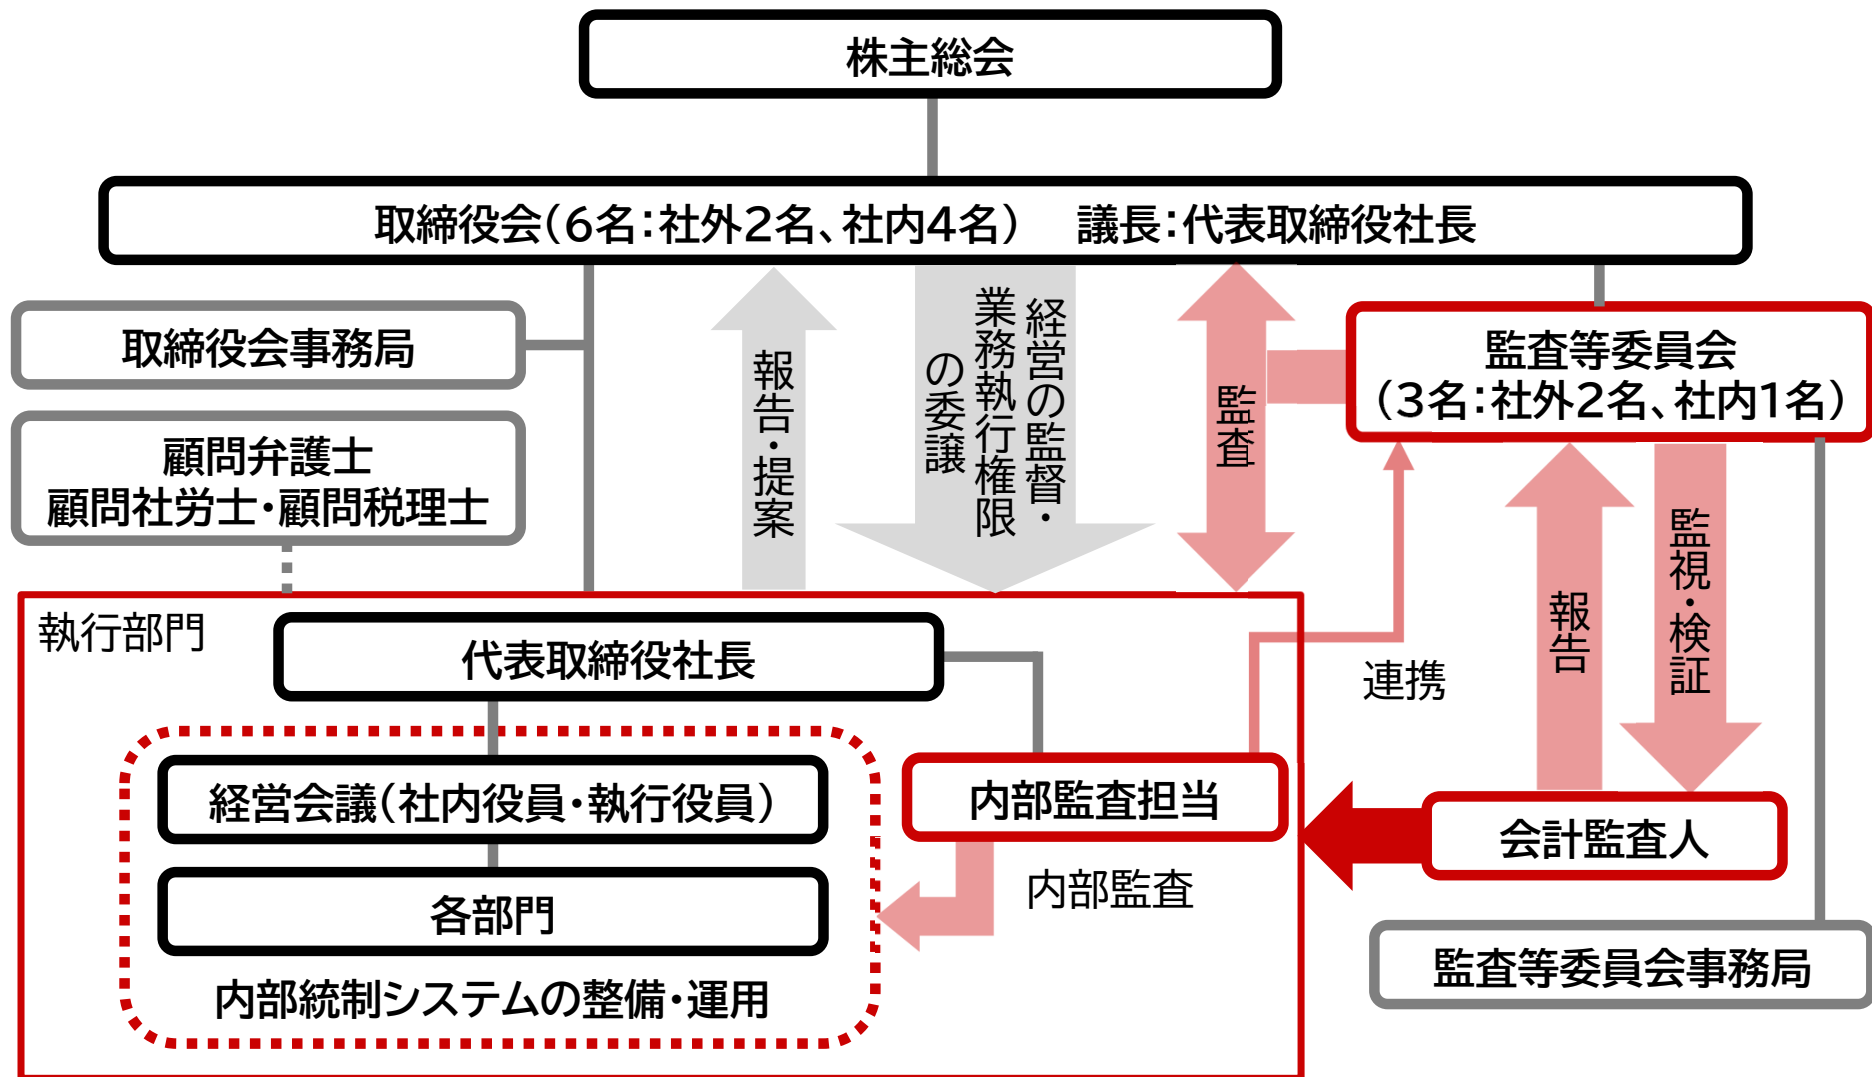 株主総会
取締役会（6名：社外2名、社内4名） 議長：代表取締役社長
取締役会事務局
顧問弁護士
顧問社労士・顧問税理士
報告・提案
経営の監督・
業務執行権限
の委譲
監査
監査等委員会
（3名：社外2名、社内1名）
報告
監視・検証
連携
執行部門
代表取締役社長
経営会議（社内役員・執行役員）
各部門
内部統制システムの整備・運用
内部監査担当
内部監査
会計監査人
監査等委員会事務局